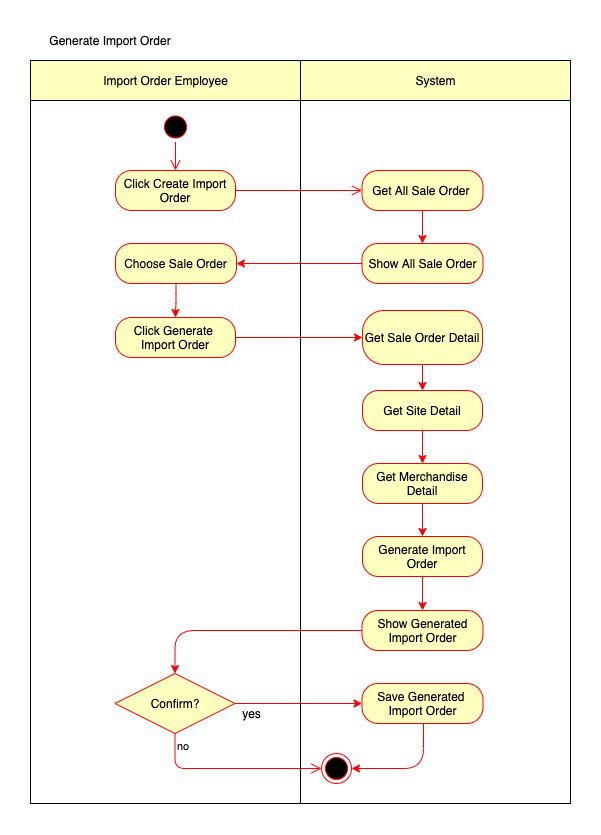 Generate Import Order
Import Order Employee
System
Click Create Import
Order
Get All Sale Order
Choose Sale Order
Show All Sale Order
Click Generate
Import Order
Get Sale Order Detail
Get Site Detail
Get Merchandise
Detail
Generate Import
Order
Show Generated
Import Order
Confirm?
yes
Save Generated
Import Order
no